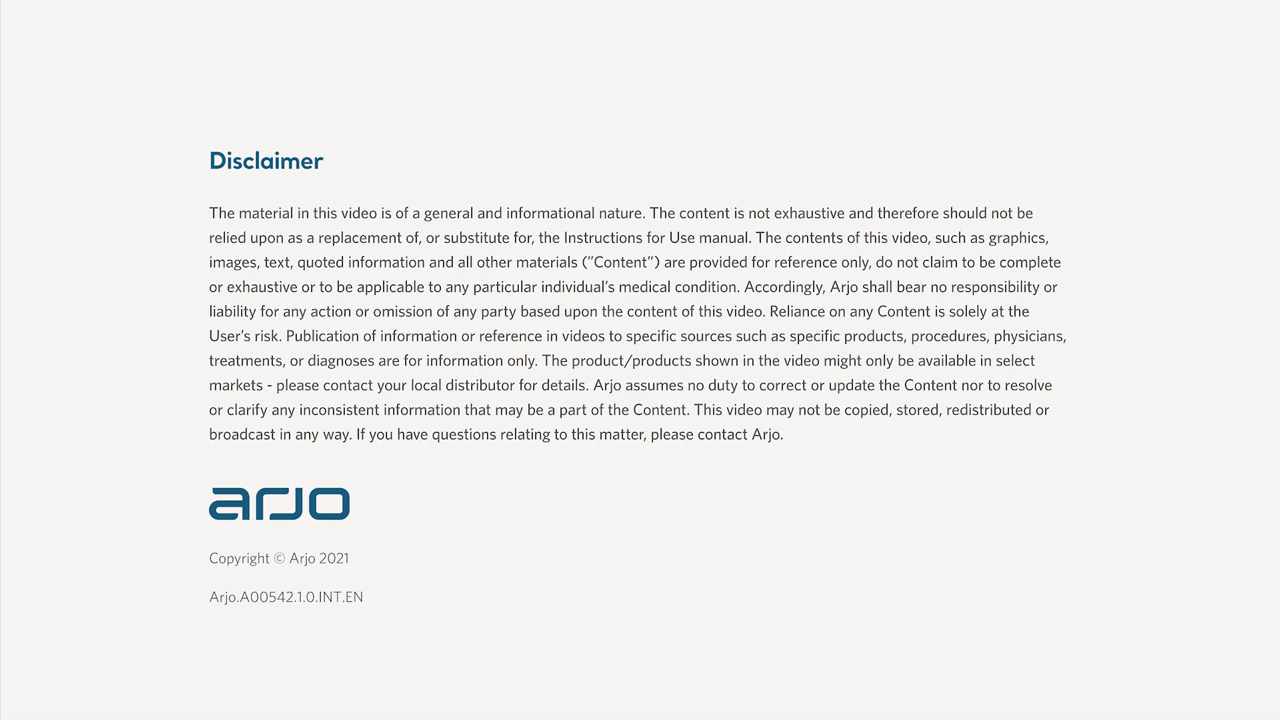 Disclaimer
The material in this video is of a general and informational nature. The content is not exhaustive and therefore should not be
relied upon as a replacement of, or substitute for, the Instructions for Use manual. The contents of this video, such as graphics,
images, text, quoted information and all other materials (”Content”) are provided for reference only, do not claim to be complete
or exhaustive or to be applicable to any particular individual’s medical condition. Accordingly, Arjo shall bear no responsibility or
liability for any action or omission of any party based upon the content of this video. Reliance on any Content is solely at the
User’s risk. Publication of information or reference in videos to specific sources such as specific products, procedures, physicians,
treatments, or diagnoses are for information only. The product/products shown in the video might only be available in select
markets - please contact your local distributor for details. Arjo assumes no duty to correct or update the Content nor to resolve
or clarify any inconsistent information that may be a part of the Content. This video may not be copied, stored, redistributed or
broadcast in any way. If you have questions relating to this matter, please contact Arjo.
arjo
Copyright © Arjo 2021
Arjo.A00542.1.0.INT.EN